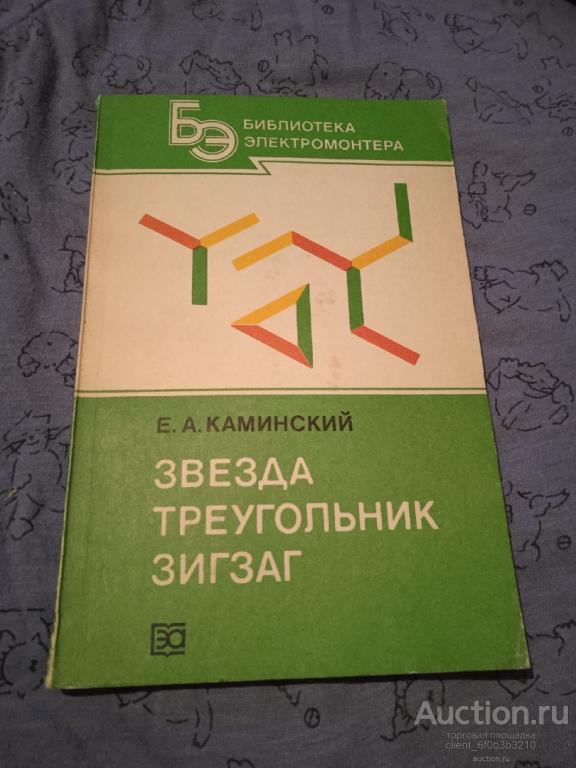 БЭ
БИБЛИОТЕКА
ЭЛЕКТРОМОНТЕРА
Е. А. КАМИНСКИЙ
ЗВЕЗДА
ТРЕУГОЛЬНИК
ЗИГЗАГ
ЭА
Auction.ru
торговая площадка
client_6f0b3b3210
auction.ru